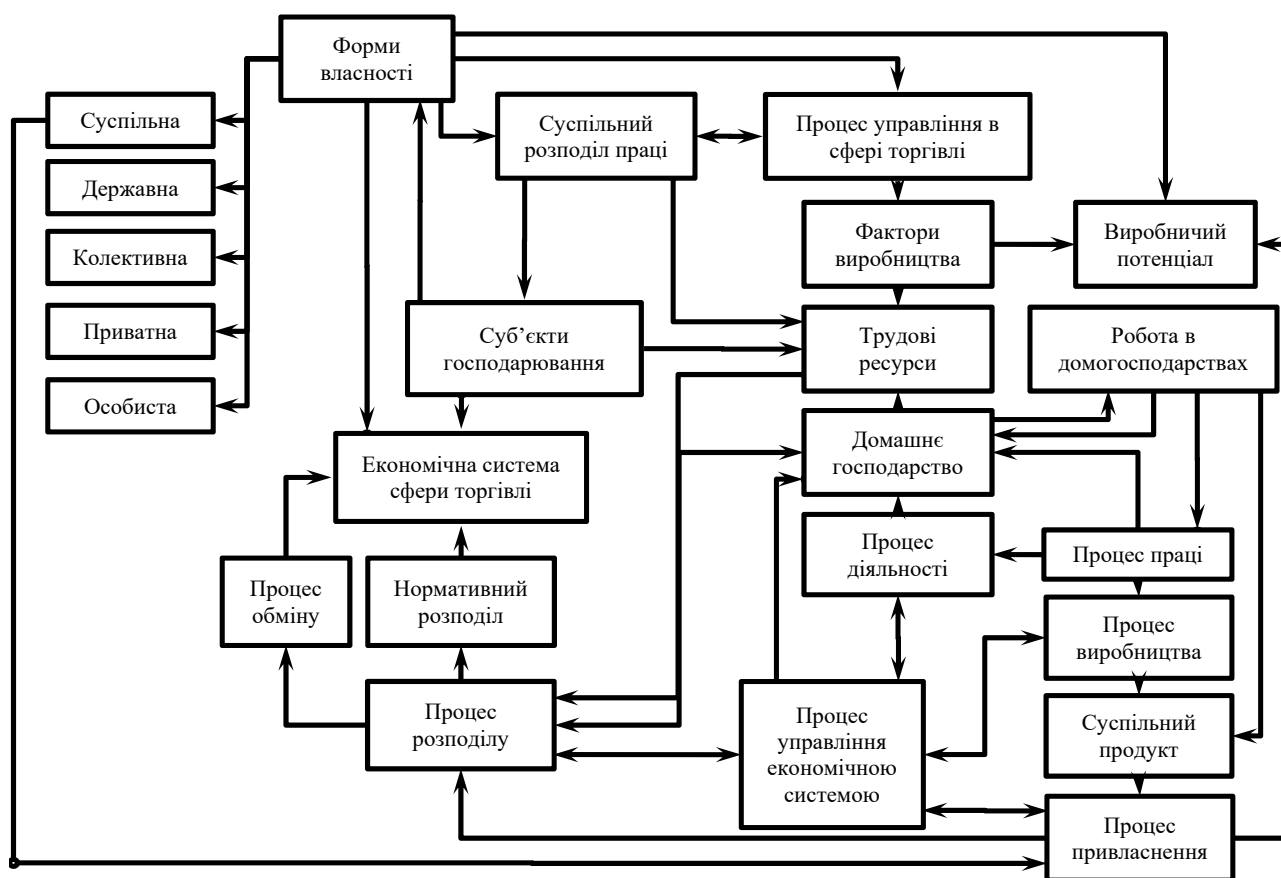 Форми
власності
Суспільна
Державна
Колективна
Приватна
Особиста
Суспільний
розподіл праці
Процес управління в
сфері торгівлі
Фактори
виробництва
Виробничий
потенціал
Суб’єкти
господарювання
Трудові
ресурси
Робота в
домогосподарствах
Економічна система
сфери торгівлі
Домашнє
господарство
Процес
обміну
Нормативний
розподіл
Процес
діяльності
Процес праці
Процес
виробництва
Процес
розподілу
Процес
управління
економічною
системою
Суспільний
продукт
Процес
привласнення